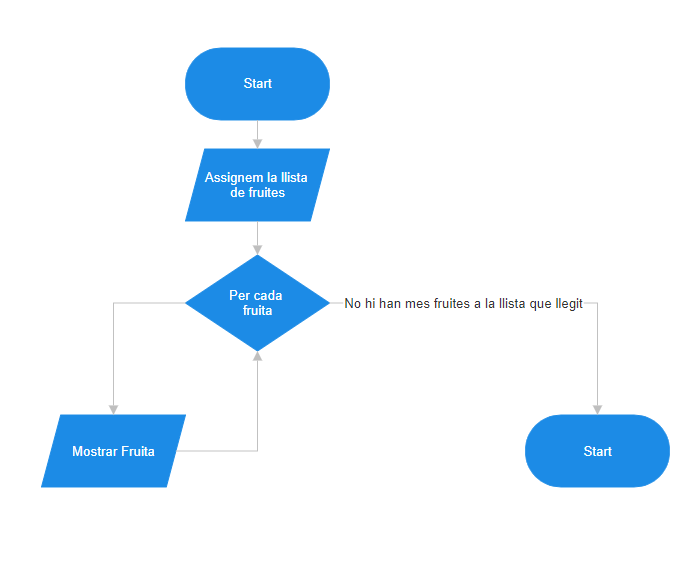 Start
Assignem la llista
de fruites
Per cada
fruita
No hi han mes fruites a la llista que llegit
Mostrar Fruita
Start